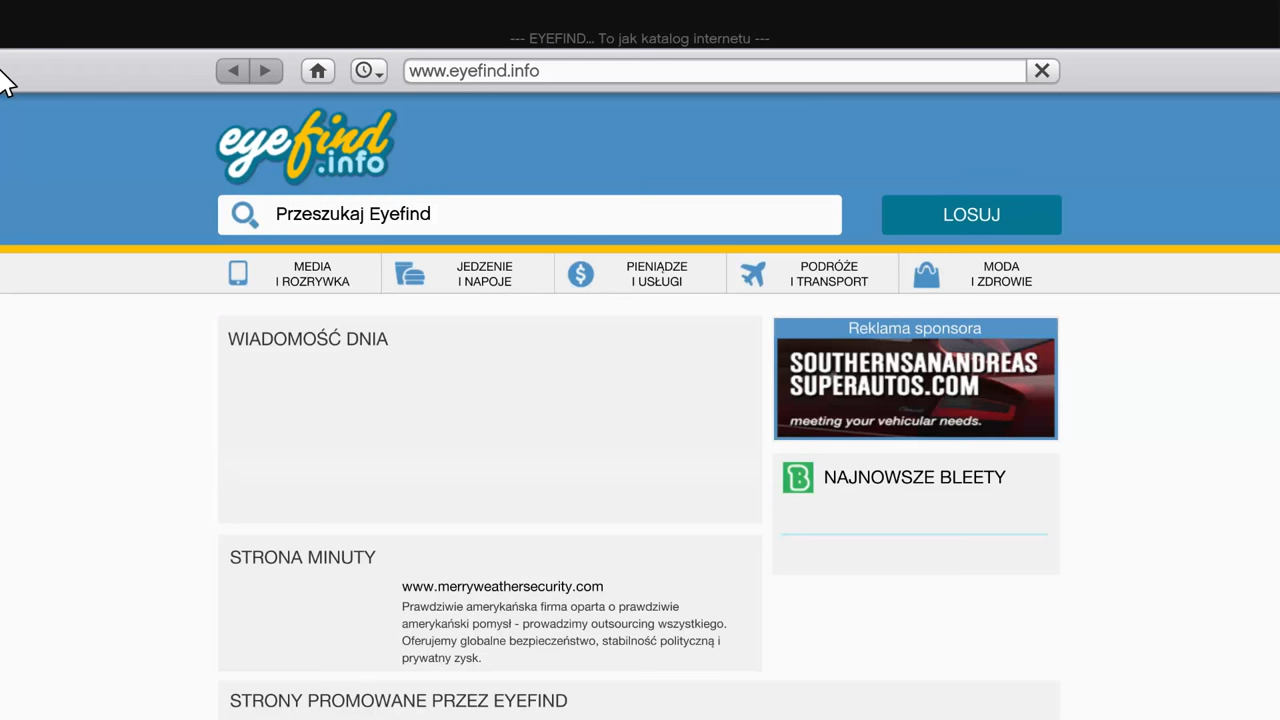 --- EYEFIND... To jak katalog internetu ---
www.eyefind.info
eyefind
.info
Przeszukaj Eyefind
LOSUJ
MEDIA
I ROZRYWKA
JEDZENIE
I NAPOJE
PIENIĄDZE
I USŁUGI
PODRÓŻE
I TRANSPORT
MODA
I ZDROWIE
WIADOMOŚĆ DNIA
Reklama sponsora
SOUTHERNSANANDREAS
SUPERAUTOS.COM
meeting your vehicular needs.
B
NAJNOWSZE BLEETY
STRONA MINUTY
www.merryweathersecurity.com
Prawdziwie amerykańska firma oparta o prawdziwie
amerykański pomysł - prowadzimy outsourcing wszystkiego.
Oferujemy globalne bezpieczeństwo, stabilność polityczną i
prywatny zysk.
STRONY PROMOWANE PRZEZ EYEFIND